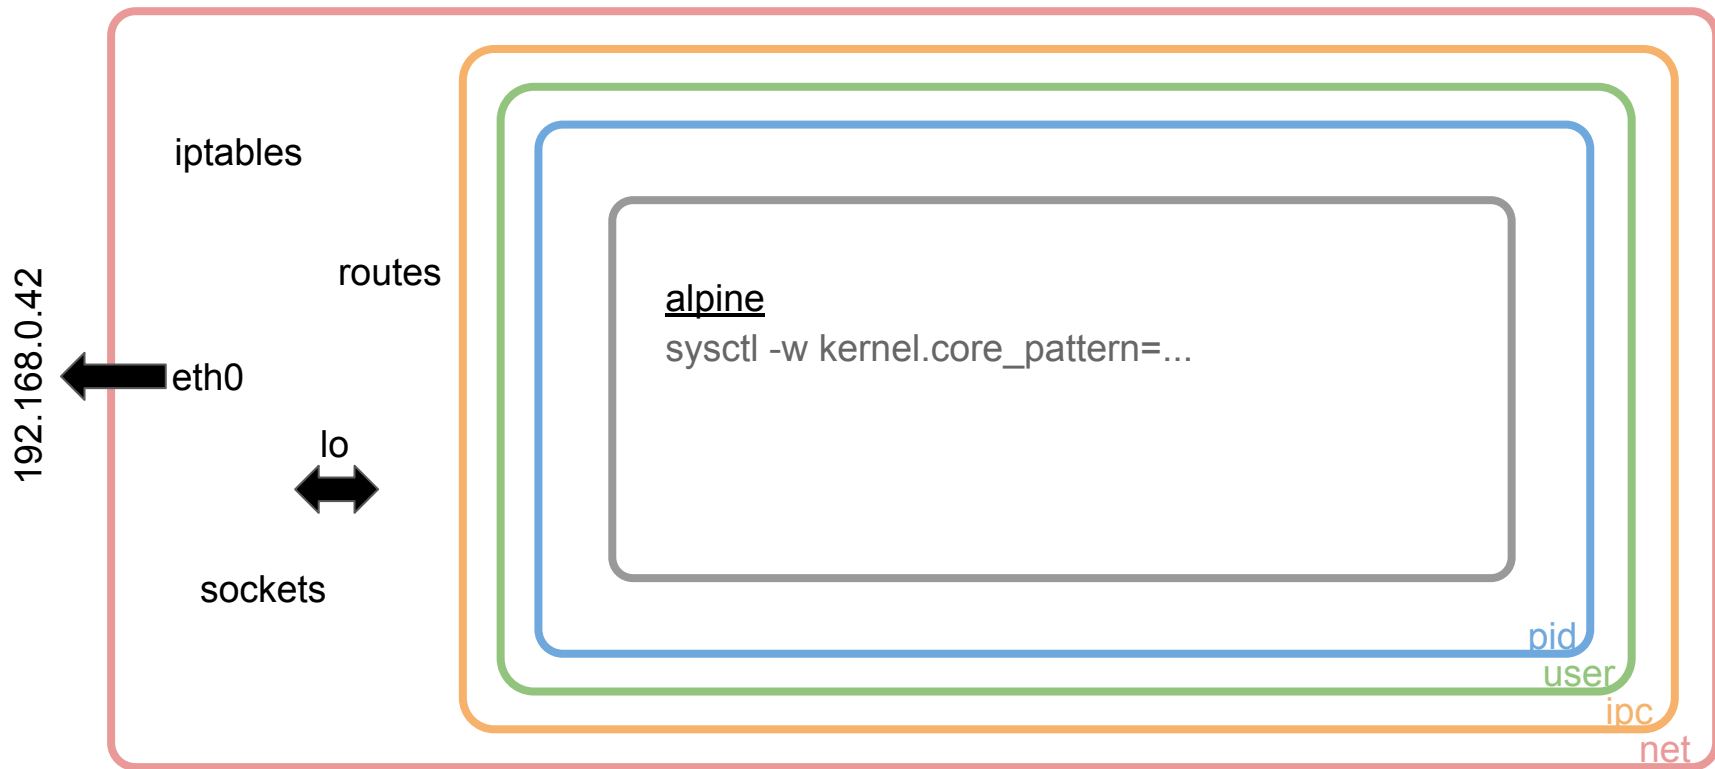 iptables
routes
192.168.0.42
eth0
lo
sockets
alpine
sysctl -w kernel.core_pattern=...
pid
user
ipc
net